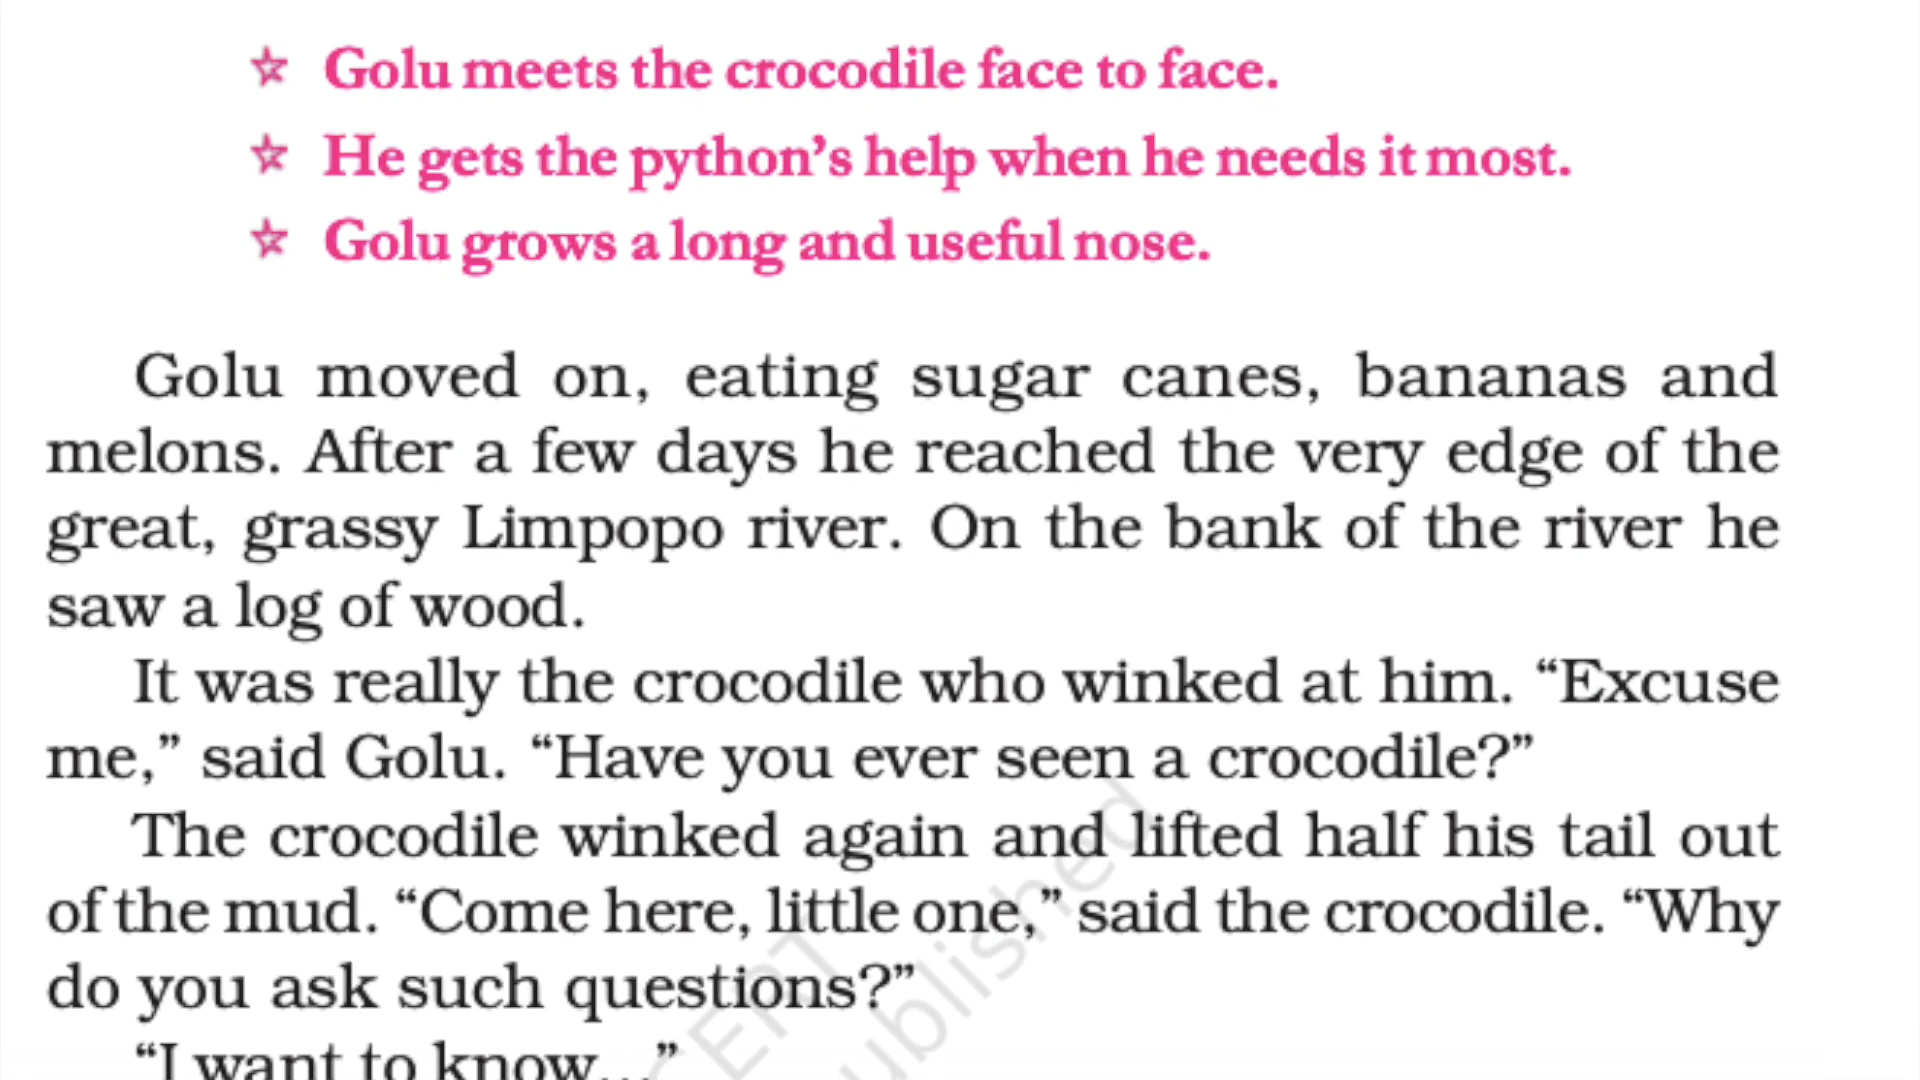 ☆ Golu meets the crocodile face to face.
☆ He gets the python’s help when he needs it most.
☆ Golu grows a long and useful nose.
Golu moved on, eating sugar canes, bananas and
melons. After a few days he reached the very edge of the
great, grassy Limpopo river. On the bank of the river he
saw a log of wood.
It was really the crocodile who winked at him. “Excuse
me,” said Golu. “Have you ever seen a crocodile?”
The crocodile winked again and lifted half his tail out
of the mud. “Come here, little one,” said the crocodile. “Why
do you ask such questions?”
“I want to know...”